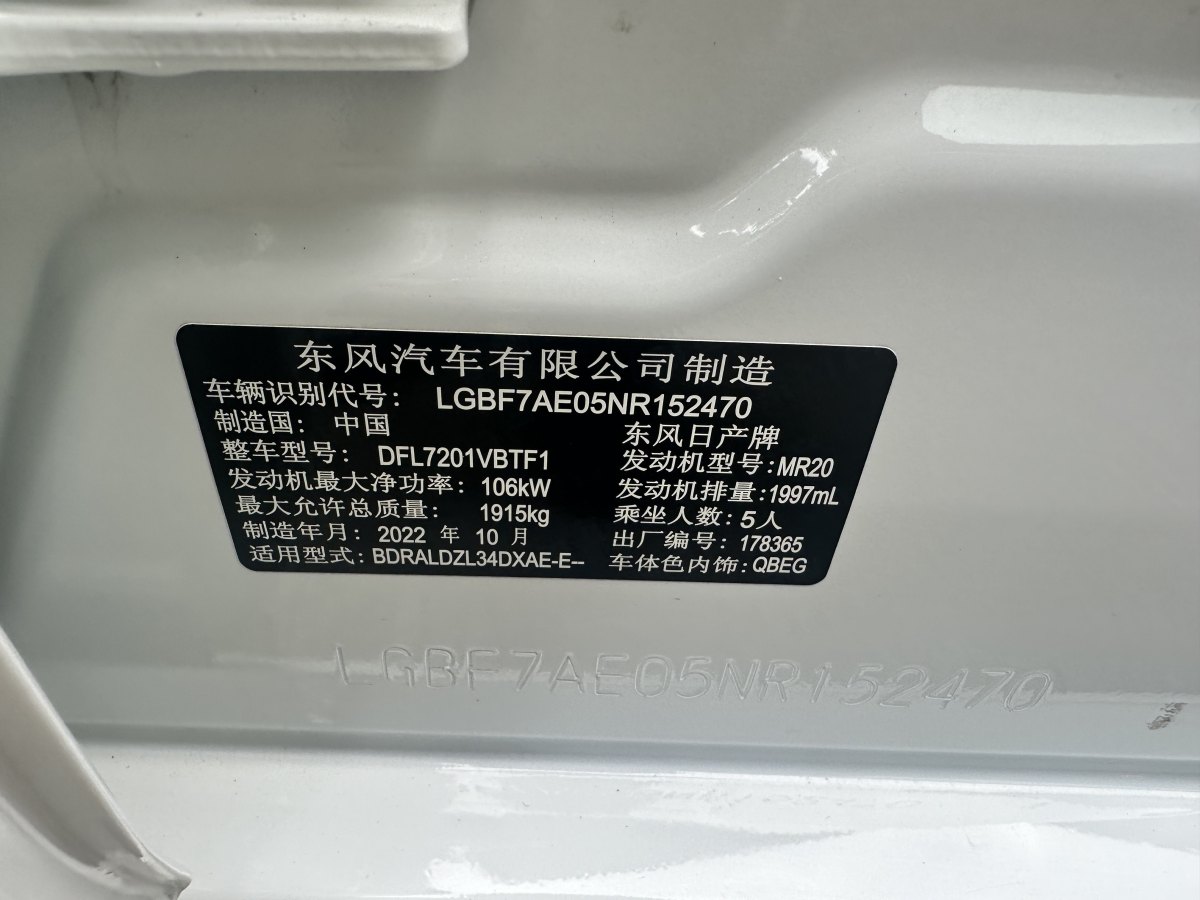 东风汽车有限公司制造
车辆识别代号： LGBF7AE05NR152470
制造国： 中国 东风日产牌
整车型号： DFL7201VBTF1 发动机型号：MR20
发动机最大净功率：106kW 发动机排量：1997mL
最大允许总质量： 1915kg 乘坐人数：5人
制造年月：2022 年 10 月 出厂编号：178365
适用型式：BDRALDZL34DXAE-E-- 车体色内饰：QBEG
LGBF7AE05NR152470